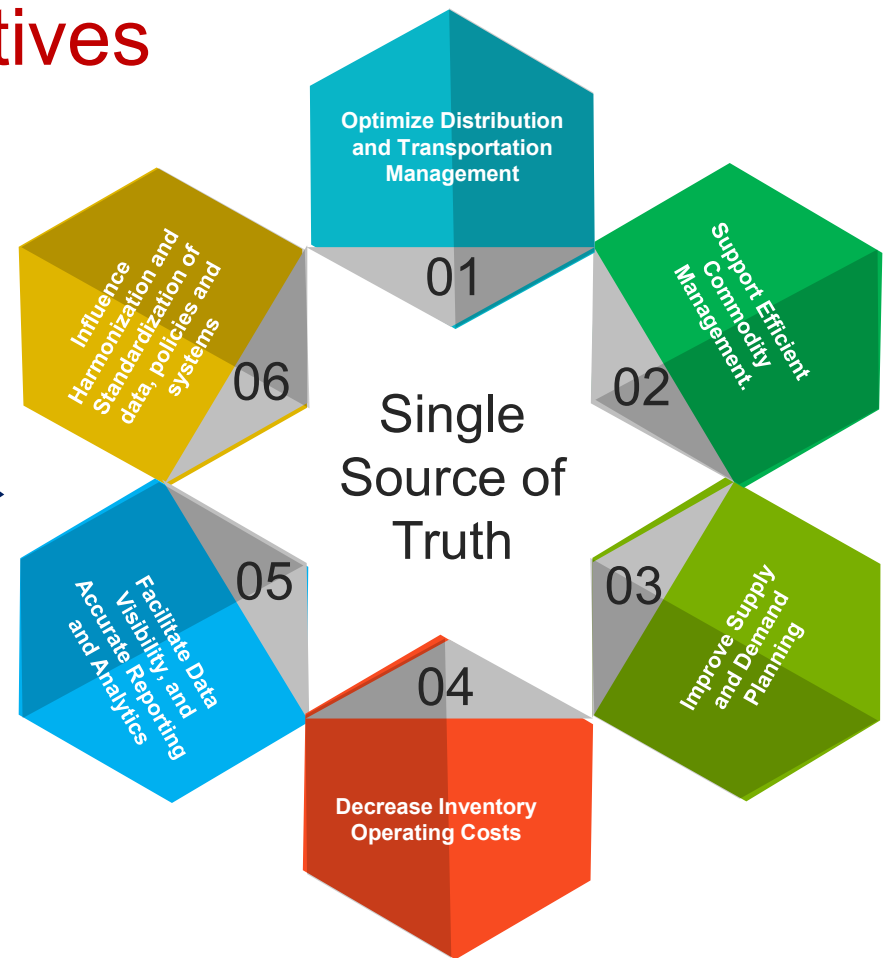 tives
Optimize Distribution
and Transportation
Management
01
Support Efficient
Commodity
Management.
02
Improve Supply
and Demand
Planning
03
04
Decrease Inventory
Operating Costs
05
Facilitate Data
Visibility, and
Accurate Reporting
and Analytics
06
Influence
Harmonization and
Standardization of
data, policies and
systems
Single
Source of
Truth